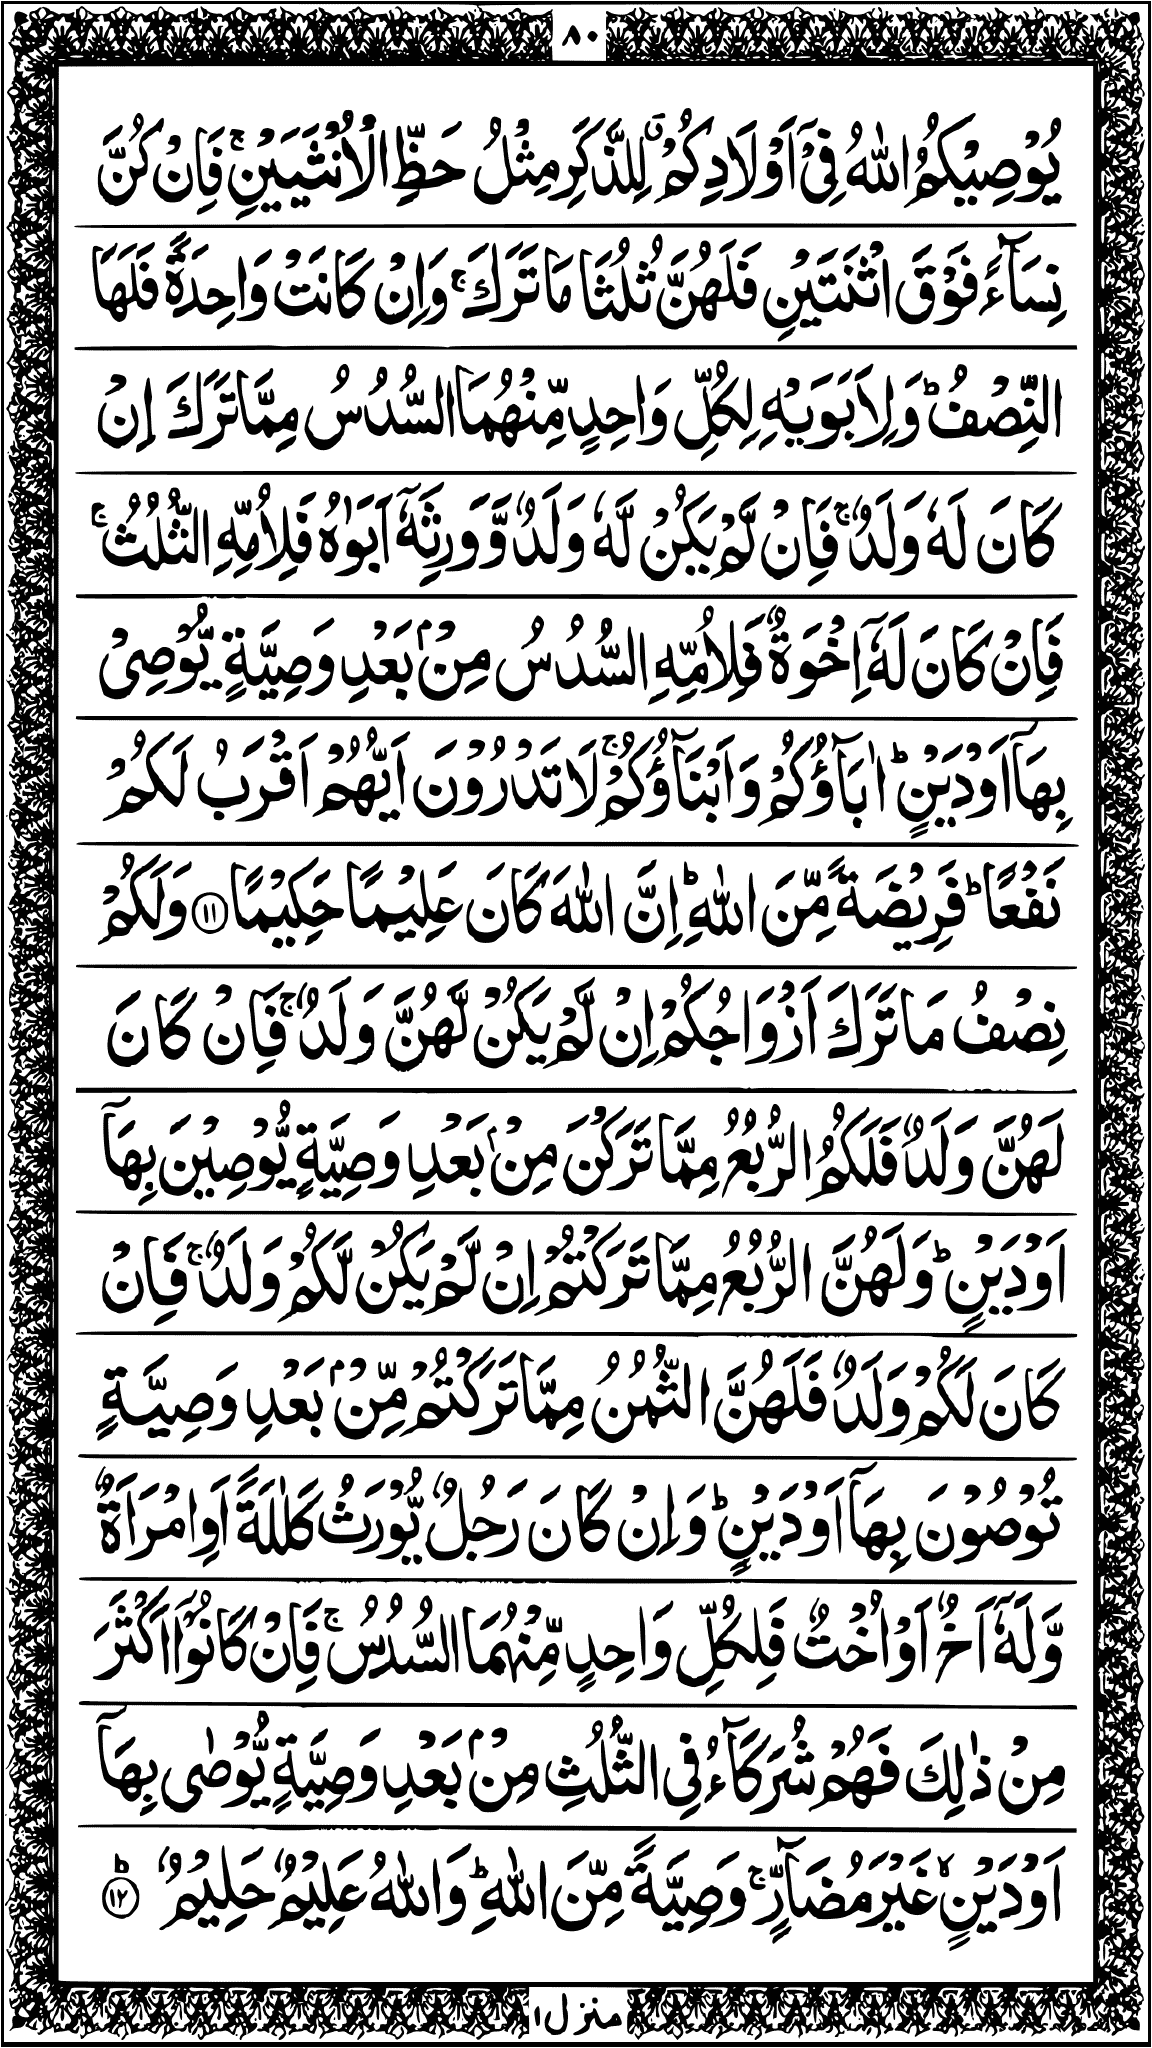 ٨٠
يُوْصِيْكُمُ اللّٰهُ فِيْۤ اَوْلَادِكُمْ ۗ لِلذَّكَرِ مِثْلُ حَظِّ الْاُنْثَيَيْنِ ۚ فَاِنْ كُنَّ
نِسَآءً فَوْقَ اثْنَتَيْنِ فَلَهُنَّ ثُلُثَا مَا تَرَكَ ۚ وَاِنْ كَانَتْ وَاحِدَةً فَلَهَا
النِّصْفُ ؕ وَلِاَبَوَيْهِ لِكُلِّ وَاحِدٍ مِّنْهُمَا السُّدُسُ مِمَّا تَرَكَ اِنْ
كَانَ لَهٗ وَلَدٌ ۚ فَاِنْ لَّمْ يَكُنْ لَّهٗ وَلَدٌ وَّوَرِثَهٗۤ اَبَوٰهُ فَلِاُمِّهِ الثُّلُثُ ۚ
فَاِنْ كَانَ لَهٗۤ اِخْوَةٌ فَلِاُمِّهِ السُّدُسُ مِنْۢ بَعْدِ وَصِيَّةٍ يُّوْصِيْ
بِهَاۤ اَوْ دَيْنٍ ؕ اٰبَآؤُكُمْ وَاَبْنَآؤُكُمْ ۚ لَا تَدْرُوْنَ اَيُّهُمْ اَقْرَبُ لَكُمْ
نَفْعًا ؕ فَرِيْضَةً مِّنَ اللّٰهِ ؕ اِنَّ اللّٰهَ كَانَ عَلِيْمًا حَكِيْمًا ١١ وَلَكُمْ
نِصْفُ مَا تَرَكَ اَزْوَاجُكُمْ اِنْ لَّمْ يَكُنْ لَّهُنَّ وَلَدٌ ۚ فَاِنْ كَانَ
لَهُنَّ وَلَدٌ فَلَكُمُ الرُّبُعُ مِمَّا تَرَكْنَ مِنْۢ بَعْدِ وَصِيَّةٍ يُّوْصِيْنَ بِهَاۤ
اَوْ دَيْنٍ ؕ وَلَهُنَّ الرُّبُعُ مِمَّا تَرَكْتُمْ اِنْ لَّمْ يَكُنْ لَّكُمْ وَلَدٌ ۚ فَاِنْ
كَانَ لَكُمْ وَلَدٌ فَلَهُنَّ الثُّمُنُ مِمَّا تَرَكْتُمْ مِّنْۢ بَعْدِ وَصِيَّةٍ
تُوْصُوْنَ بِهَاۤ اَوْ دَيْنٍ ؕ وَاِنْ كَانَ رَجُلٌ يُّوْرَثُ كَلٰلَةً اَوِ امْرَاَةٌ
وَّلَهٗۤ اَخٌ اَوْ اُخْتٌ فَلِكُلِّ وَاحِدٍ مِّنْهُمَا السُّدُسُ ۚ فَاِنْ كَانُوْۤا اَكْثَرَ
مِنْ ذٰلِكَ فَهُمْ شُرَكَآءُ فِي الثُّلُثِ مِنْۢ بَعْدِ وَصِيَّةٍ يُّوْصٰى بِهَاۤ
اَوْ دَيْنٍ ۙ غَيْرَ مُضَآرٍّ ۚ وَصِيَّةً مِّنَ اللّٰهِ ؕ وَاللّٰهُ عَلِيْمٌ حَلِيْمٌ ؕ ١٢
منزل ١